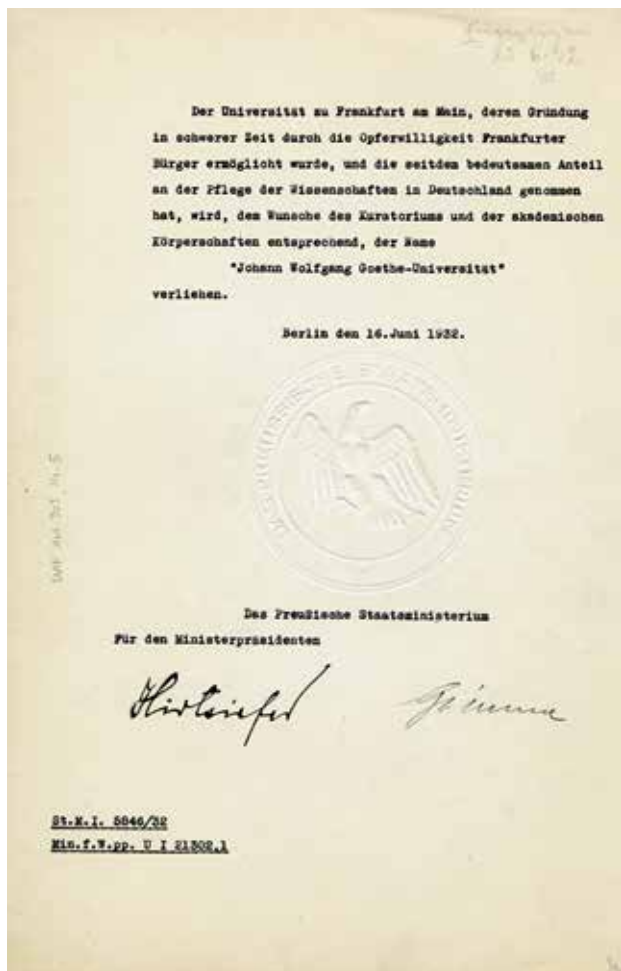 Der Universität zu Frankfurt am Main, deren Gründung
in schwerer Zeit durch die Opferwilligkeit Frankfurter
Bürger ermöglicht wurde, und die seitdem bedeutsamen Anteil
an der Pflege der Wissenschaften in Deutschland genommen
hat, wird, dem Wunsche des Kuratoriums und der akademischen
Körperschaften entsprechend, der Name
"Johann Wolfgang Goethe-Universität"
verliehen.
Berlin den 16.Juni 1932.
Das Preußische Staatsministerium
Für den Ministerpräsidenten
Hirtsiefer
Grimme
St.M.I. 5846/32
Min.f.W.pp. U I 21302,1